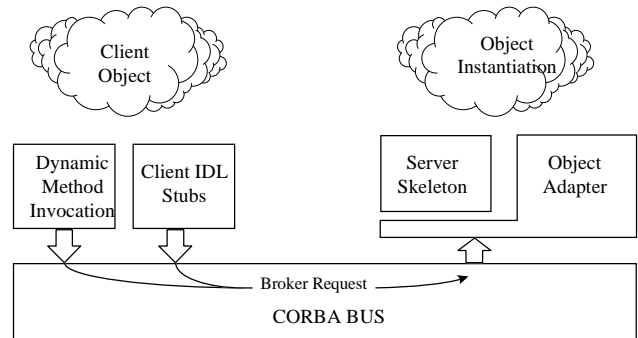 Client
Object
Object
Instantiation
Dynamic
Method
Invocation
Client IDL
Stubs
Server
Skeleton
Object
Adapter
Broker Request
CORBA BUS